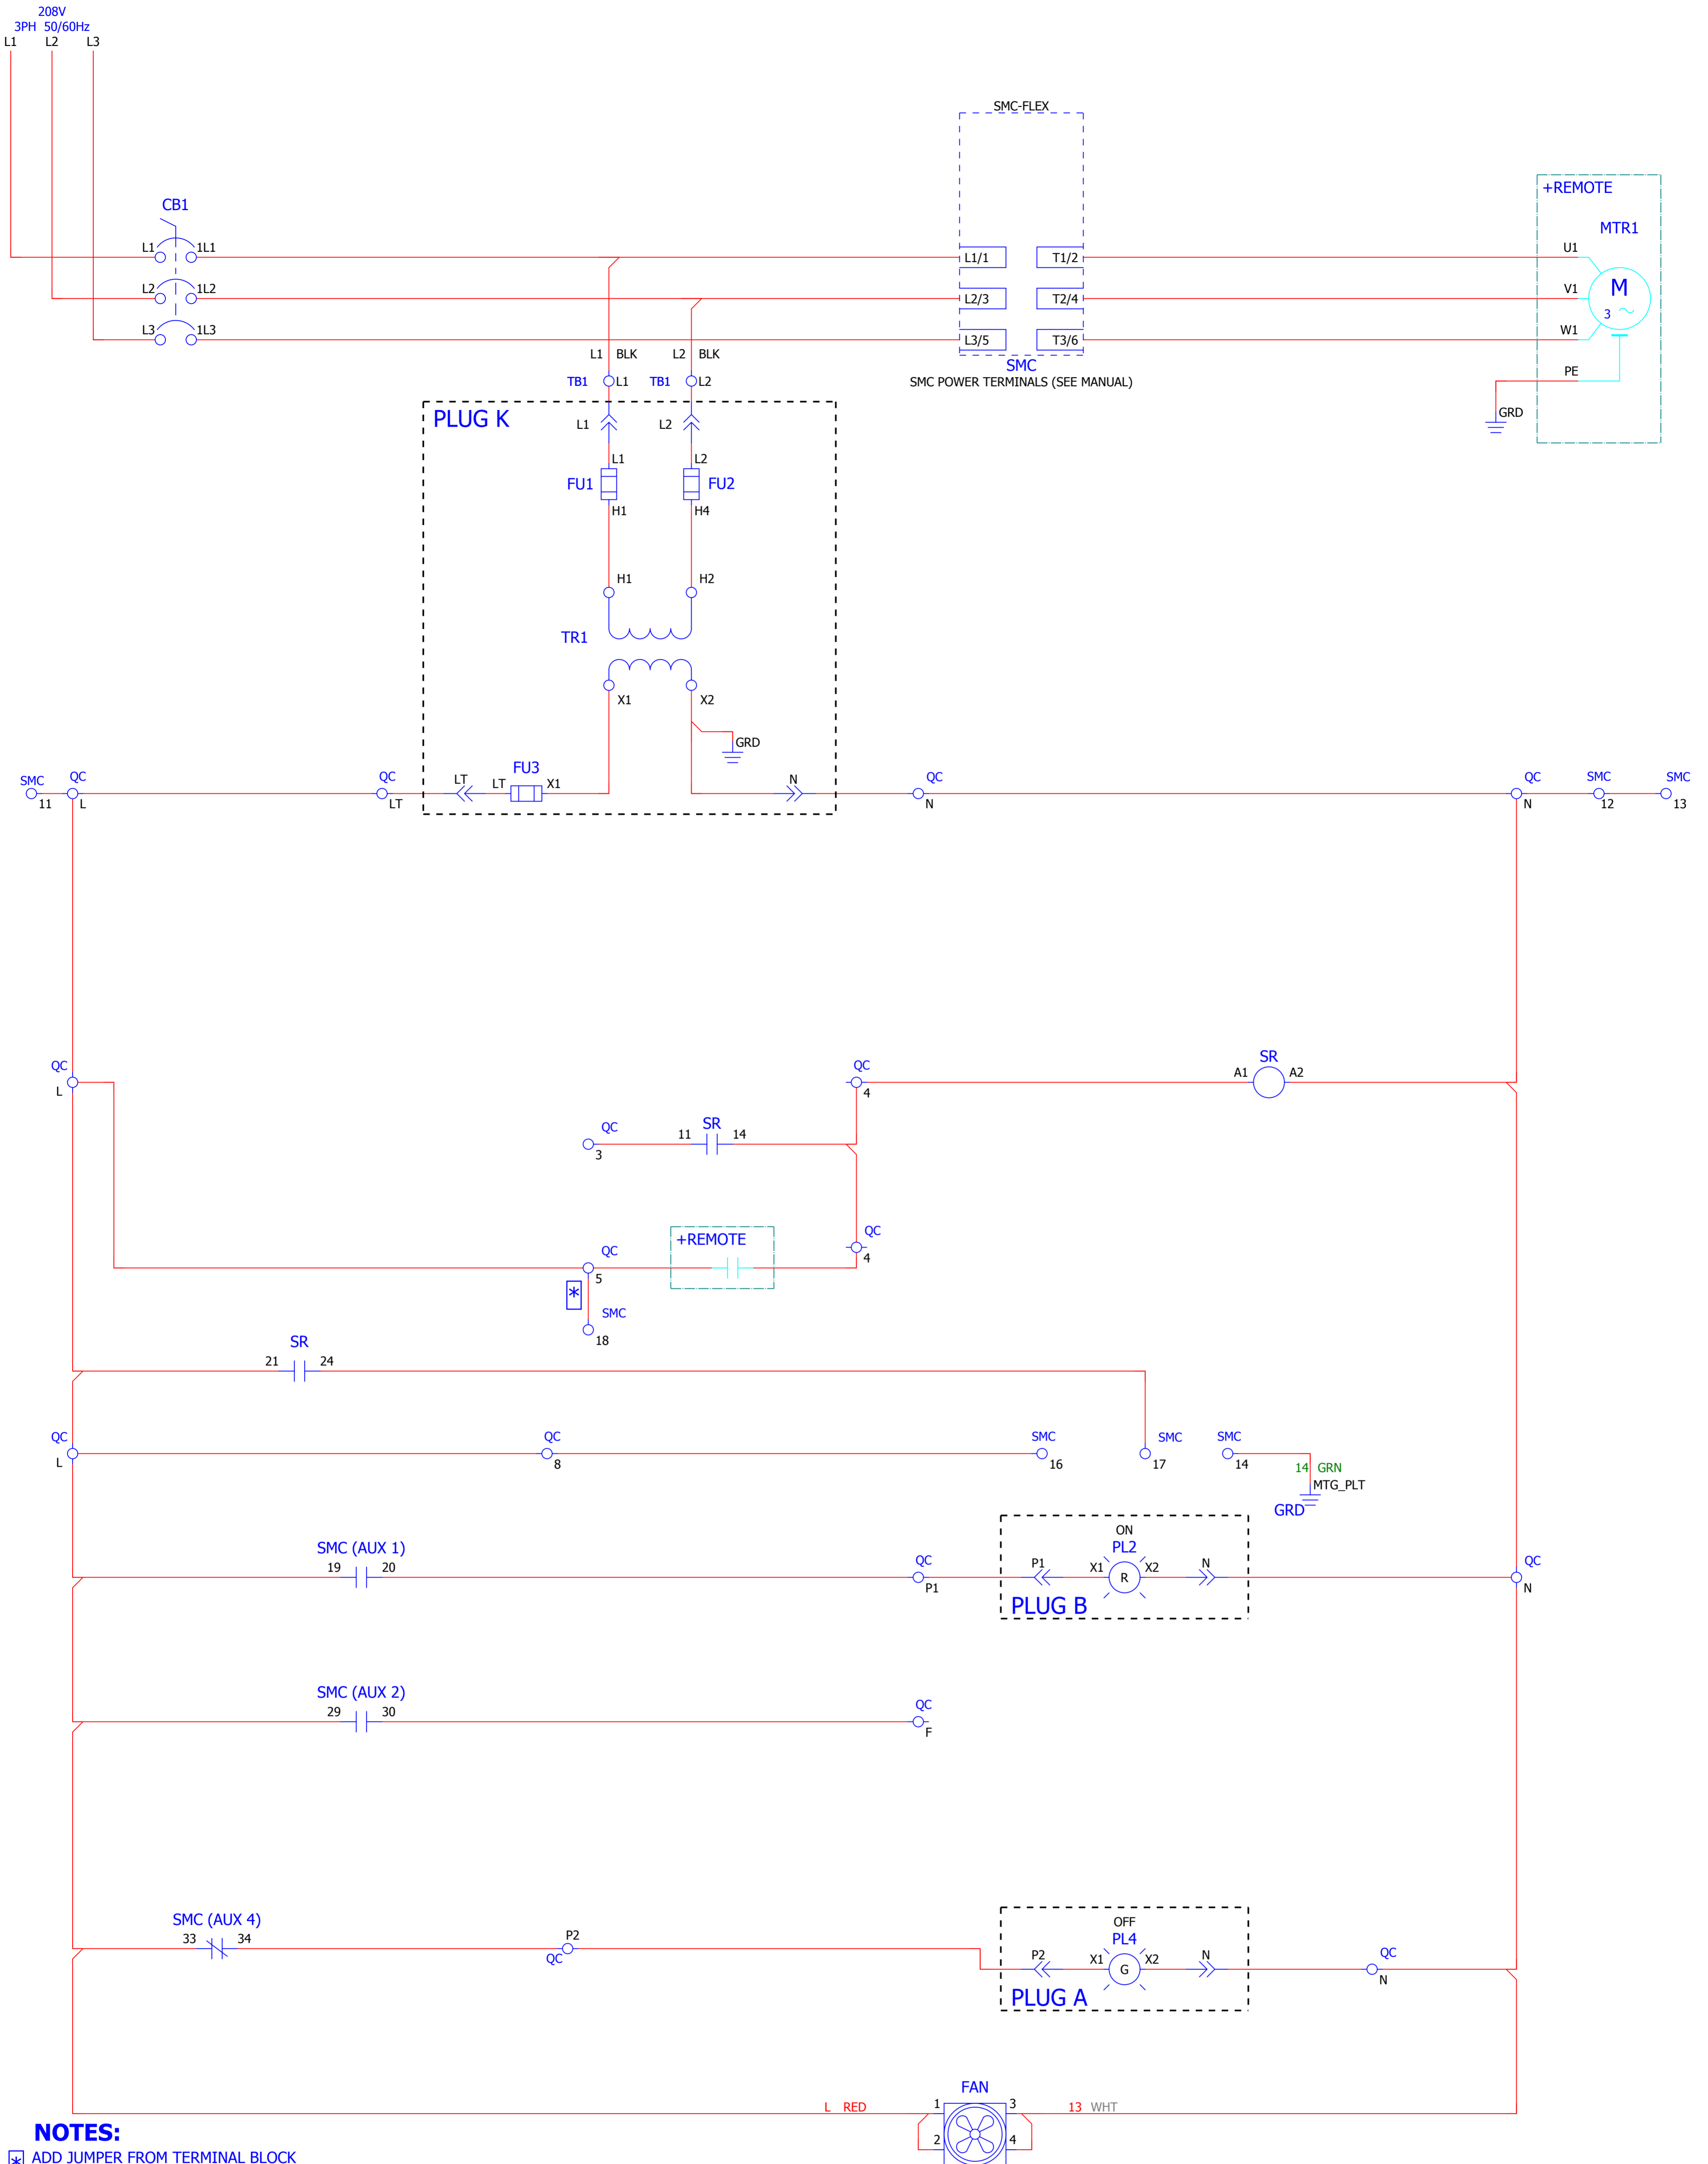 208V
3PH 50/60Hz
L1 L2 L3
SMC-FLEX
+REMOTE
CB1
MTR1
L1 1L1 L1/1 T1/2 U1
M
3
L2 1L2 L2/3 T2/4 V1
L3 1L3 L3/5 T3/6 W1
L1 BLK L2 BLK
SMC
SMC POWER TERMINALS (SEE MANUAL)
PE
TB1 L1 TB1 L2
GRD
PLUG K
L1 L2
L1 L2
FU1 FU2
H1 H4
H1 H2
TR1
X1 X2
GRD
SMC QC QC LT LT FU3 X1 N QC QC SMC SMC
11 L LT N N 12 13
QC QC SR
L 4 A1 A2
QC 11 SR 14
3
QC
4
+REMOTE
QC
5
*
SMC
18
SR
21 24
QC QC SMC SMC SMC
L 8 16 17 14
14 GRN
MTG_PLT
GRD
ON
SMC (AUX 1) PL2
19 20 QC P1 X1 R X2 N QC
P1 N
PLUG B
SMC (AUX 2)
29 30 QC
F
SMC (AUX 4) OFF
33 34 P2 PL4
QC P2 X1 G X2 N QC
N
PLUG A
FAN
L RED 1 3 13 WHT
2 4
NOTES:
* ADD JUMPER FROM TERMINAL BLOCK